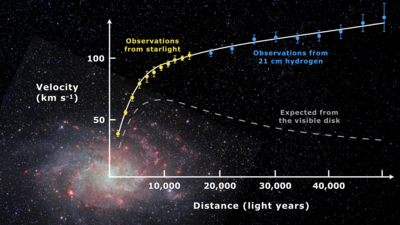 Observations
from starlight
Observations from
21 cm hydrogen
Velocity
(km s-1)
100
50
Expected from
the visible disk
10,000
20,000
30,000
40,000
Distance (light years)